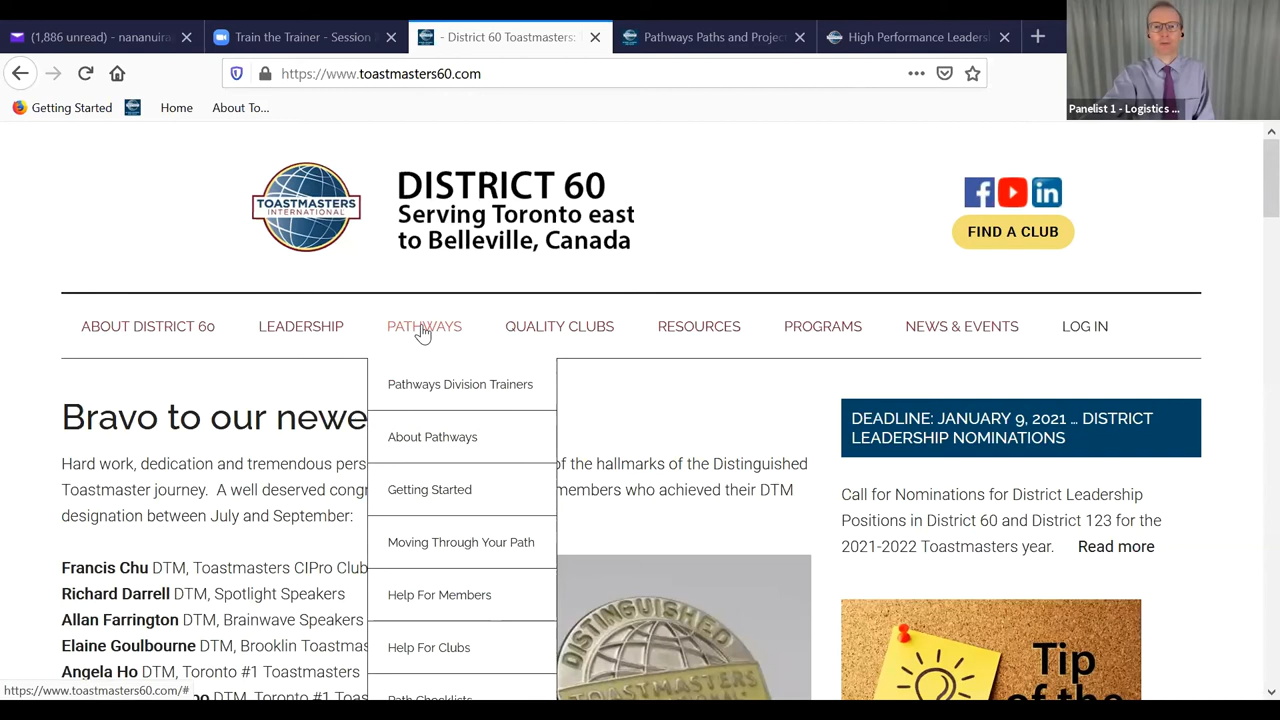 (1,886 unread) - nananuira
Train the Trainer - Session
- District 60 Toastmasters:
Pathways Paths and Project
High Performance Leaders
https://www.toastmasters60.com
Getting Started
Home
About To...
Panelist 1 - Logistics ...
TOASTMASTERS
INTERNATIONAL
DISTRICT 60
Serving Toronto east
to Belleville, Canada
FIND A CLUB
ABOUT DISTRICT 60
LEADERSHIP
PATHWAYS
QUALITY CLUBS
RESOURCES
PROGRAMS
NEWS & EVENTS
LOG IN
Pathways Division Trainers
About Pathways
Getting Started
Moving Through Your Path
Help For Members
Help For Clubs
Path Checklists
Bravo to our newe
Hard work, dedication and tremendous pers of the hallmarks of the Distinguished
Toastmaster journey. A well deserved congr members who achieved their DTM
designation between July and September:
Francis Chu DTM, Toastmasters CIPro Club
Richard Darrell DTM, Spotlight Speakers
Allan Farrington DTM, Brainwave Speakers
Elaine Goulbourne DTM, Brooklin Toastmas
Angela Ho DTM, Toronto #1 Toastmasters
DTM, Toronto #1 Toas
https://www.toastmasters60.com/#
DISTINGUISHED
DEADLINE: JANUARY 9, 2021 ... DISTRICT
LEADERSHIP NOMINATIONS
Call for Nominations for District Leadership
Positions in District 60 and District 123 for the
2021-2022 Toastmasters year. Read more
Tip
of the